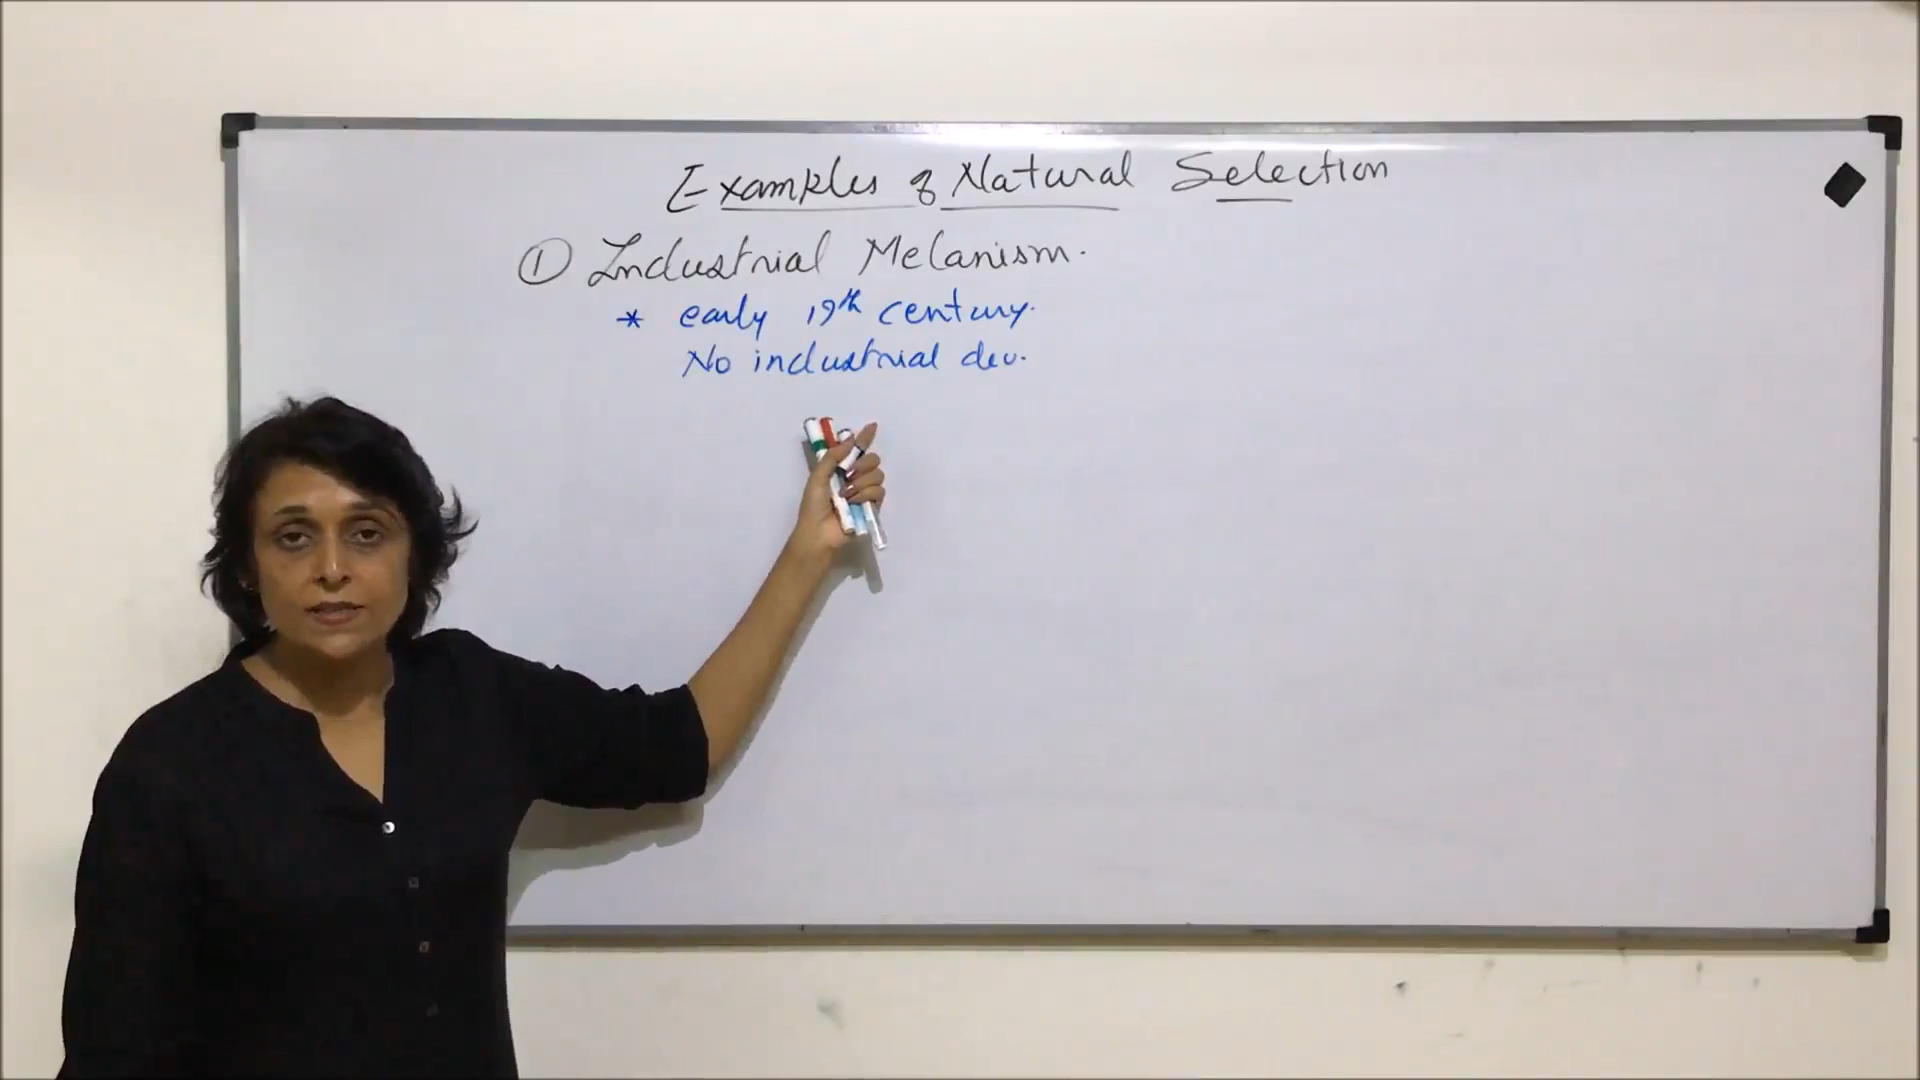 Examples of Natural Selection
① Industrial Melanism.
* early 19th century.
No industrial dev.